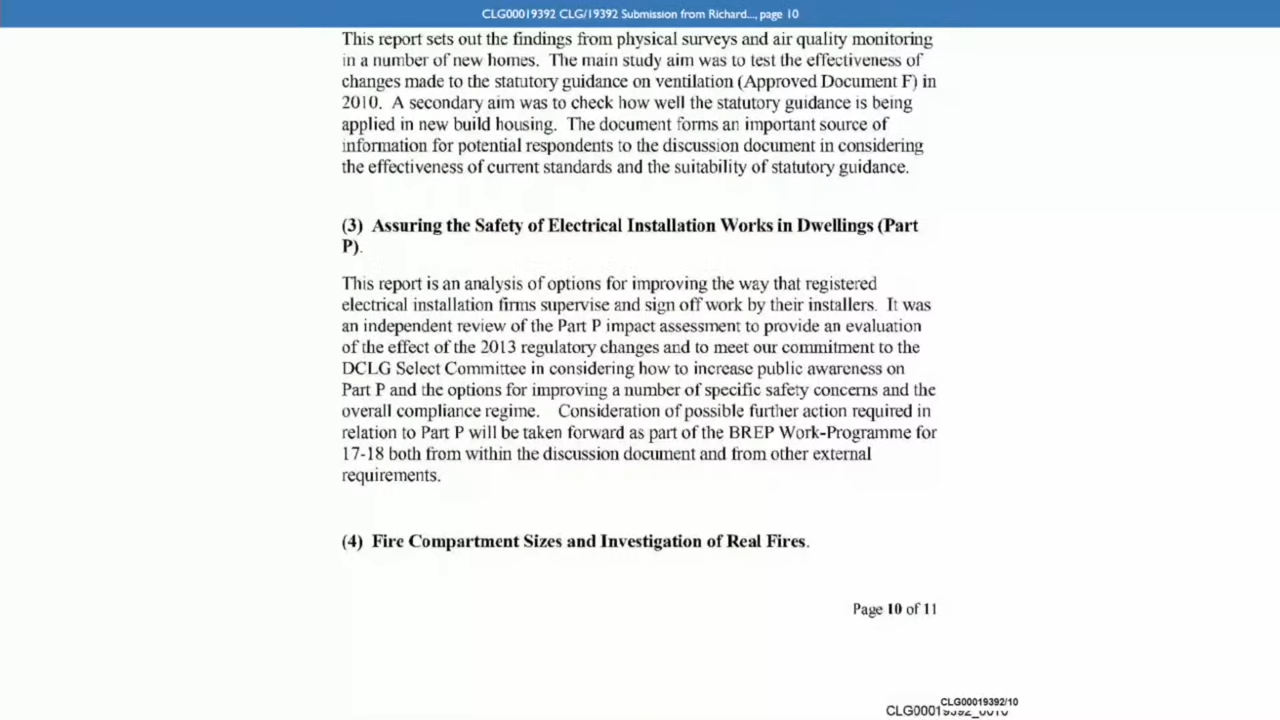 CLG00019392 CLG/19392 Submission from Richard..., page 10
This report sets out the findings from physical surveys and air quality monitoring
in a number of new homes. The main study aim was to test the effectiveness of
changes made to the statutory guidance on ventilation (Approved Document F) in
2010. A secondary aim was to check how well the statutory guidance is being
applied in new build housing. The document forms an important source of
information for potential respondents to the discussion document in considering
the effectiveness of current standards and the suitability of statutory guidance.
(3) Assuring the Safety of Electrical Installation Works in Dwellings (Part
P).
This report is an analysis of options for improving the way that registered
electrical installation firms supervise and sign off work by their installers. It was
an independent review of the Part P impact assessment to provide an evaluation
of the effect of the 2013 regulatory changes and to meet our commitment to the
DCLG Select Committee in considering how to increase public awareness on
Part P and the options for improving a number of specific safety concerns and the
overall compliance regime. Consideration of possible further action required in
relation to Part P will be taken forward as part of the BREP Work-Programme for
17-18 both from within the discussion document and from other external
requirements.
(4) Fire Compartment Sizes and Investigation of Real Fires.
Page 10 of 11
CLG00019392/10